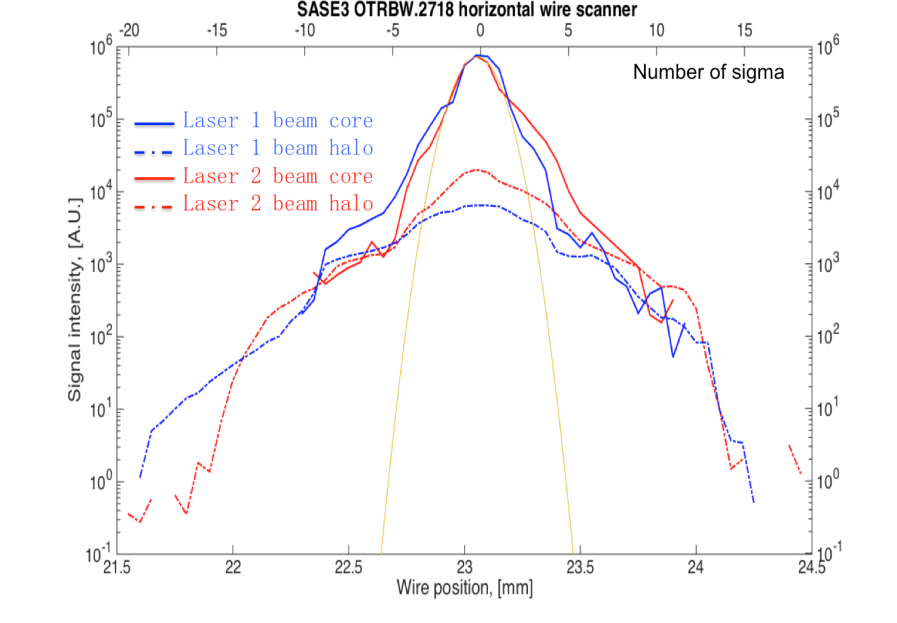 SASE3 OTRBW.2718 horizontal wire scanner
-20 -15 -10 -5 0 5 10 15
Number of sigma
10^6 10^6
Laser 1 beam core
10^5 10^5
Laser 1 beam halo
Laser 2 beam core
10^4 10^4
Laser 2 beam halo
Signal intensity, [A.U.]
10^3 10^3
10^2 10^2
10^1 10^1
10^0 10^0
10^-1 10^-1
21.5 22 22.5 23 23.5 24 24.5
Wire position, [mm]